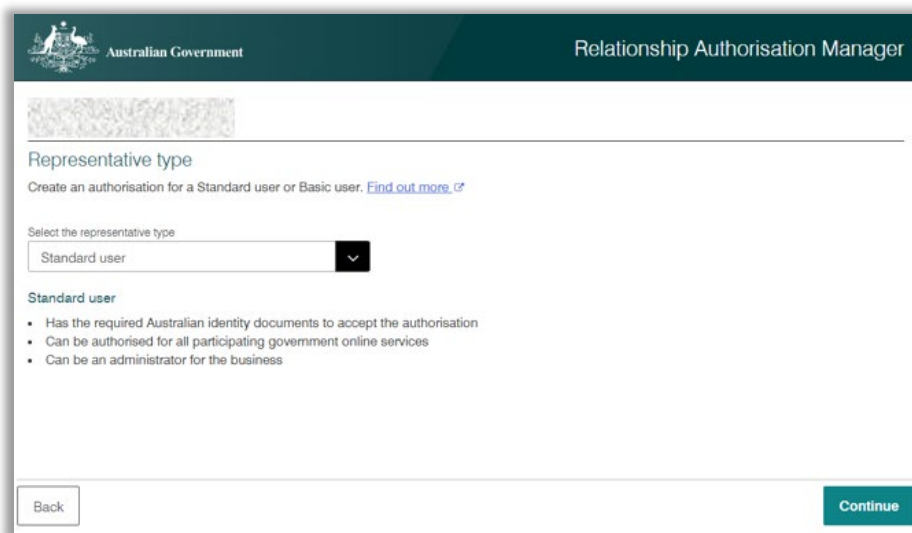 Australian Government
Relationship Authorisation Manager
Representative type
Create an authorisation for a Standard user or Basic user. Find out more
Select the representative type
Standard user
Standard user
• Has the required Australian identity documents to accept the authorisation
• Can be authorised for all participating government online services
• Can be an administrator for the business
Back
Continue